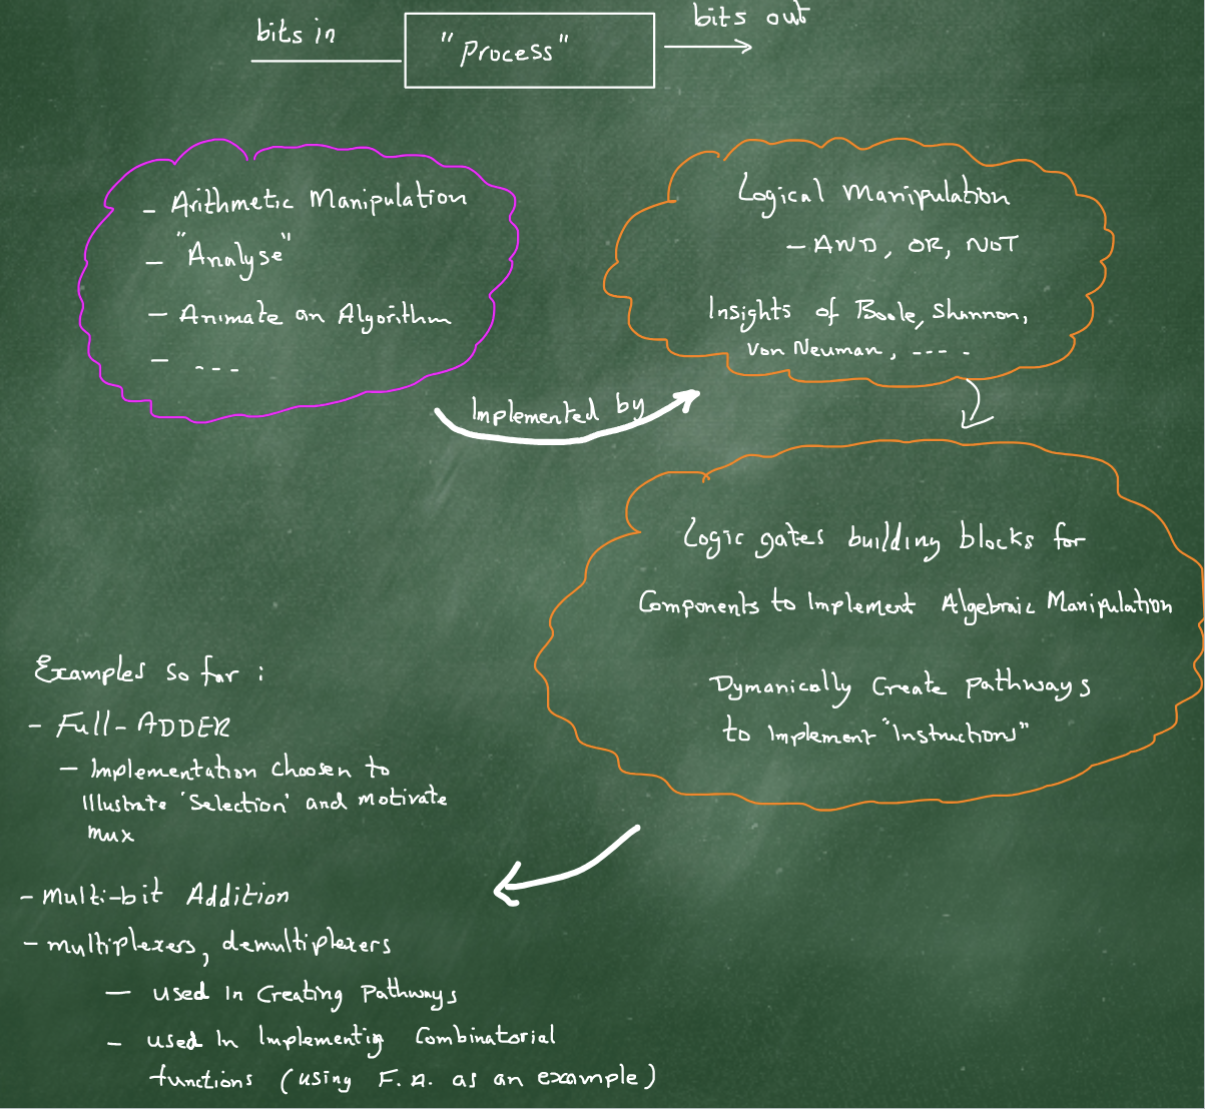 bits in
"Process"
bits out
- Arithmetic Manipulation
- "Analyse"
- Animate an Algorithm
- ---
Logical Manipulation
- AND, OR, NOT
Insights of Boole, Shannon,
Von Neuman, ---- -
Implemented by
Logic gates building blocks for
Components to Implement Algebraic Manipulation
Dymanically Create pathways
to Implement "Instructions"
Examples so far :
- Full-ADDER
- Implementation Choosen to
Illustrate 'Selection' and motivate
mux
- multi-bit Addition
- multiplexers, demultiplexers
- used in Creating Pathways
- used In Implementig Combinatorial
functions (using F.A. as an example)